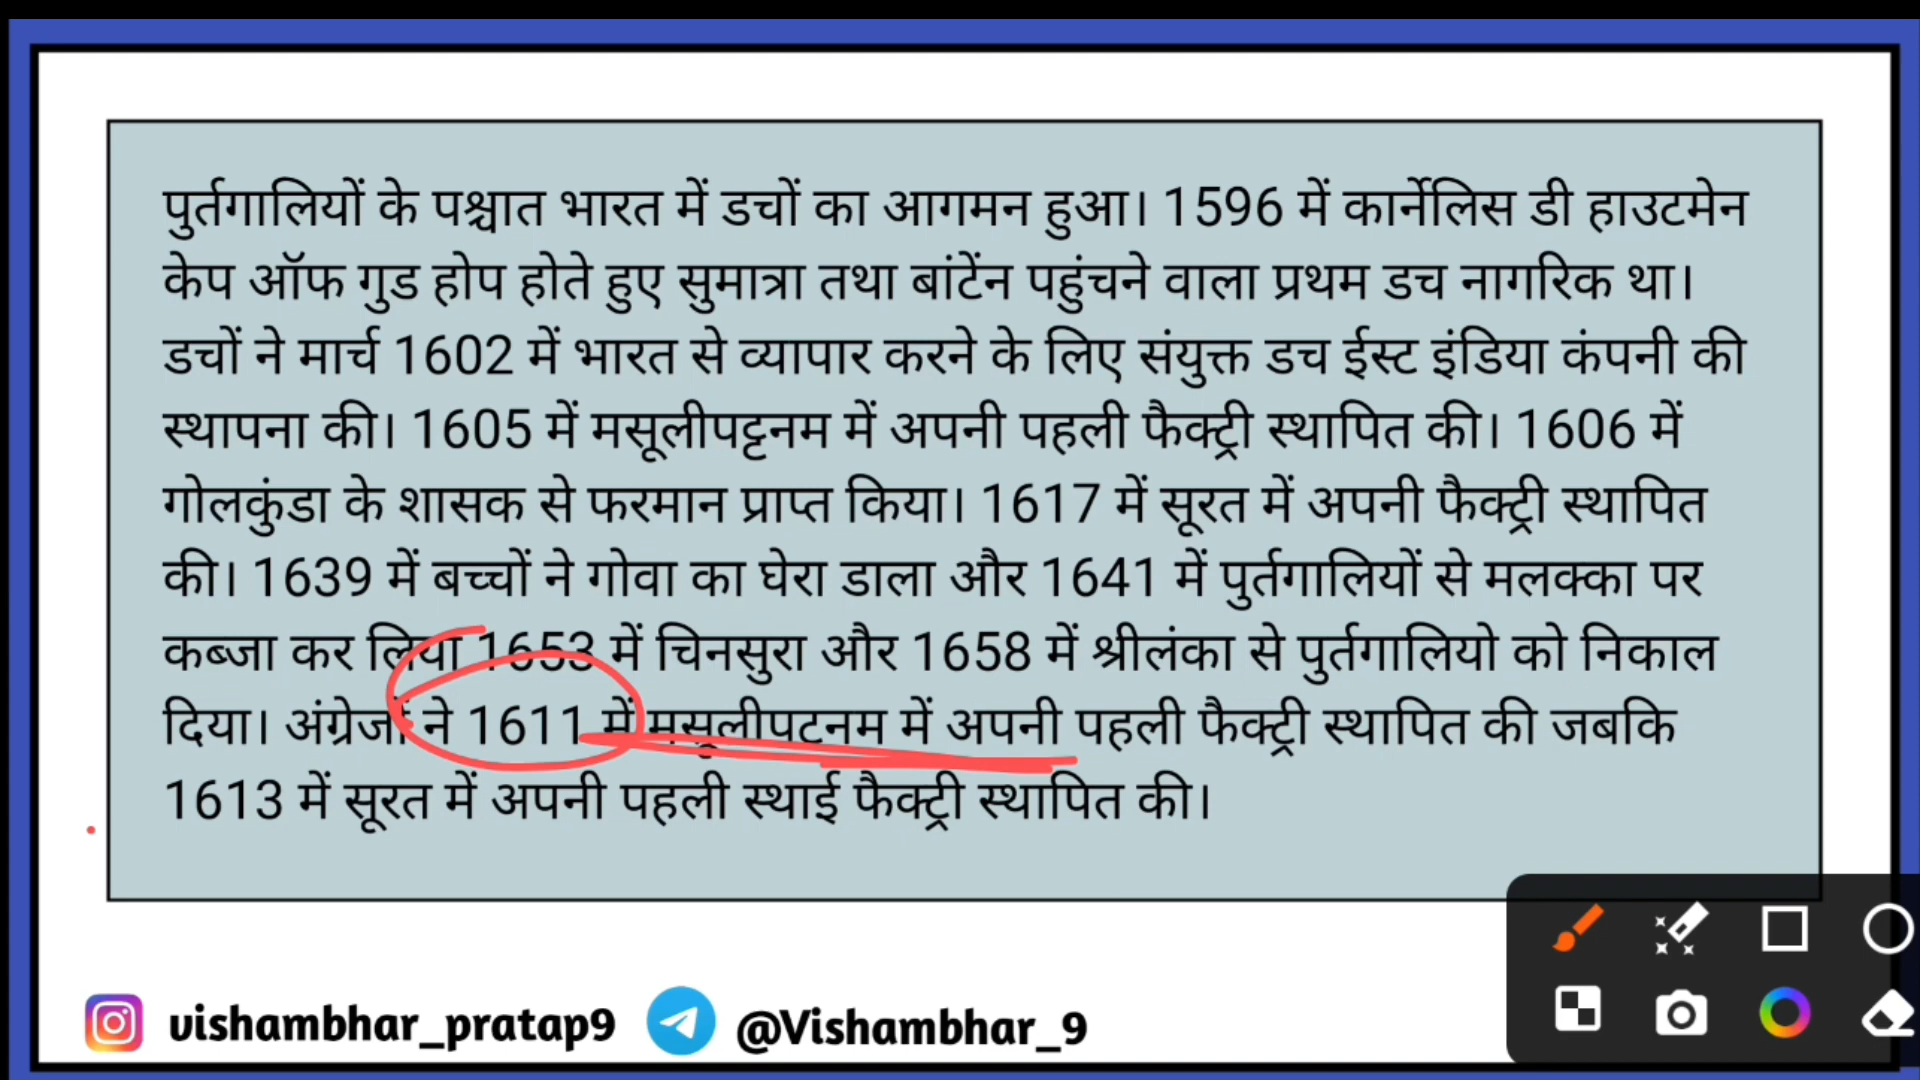 पुर्तगालियों के पश्चात भारत में डचों का आगमन हुआ। 1596 में कार्नेलिस डी हाउटमेन
केप ऑफ गुड होप होते हुए सुमात्रा तथा बांटेंन पहुंचने वाला प्रथम डच नागरिक था।
डचों ने मार्च 1602 में भारत से व्यापार करने के लिए संयुक्त डच ईस्ट इंडिया कंपनी की
स्थापना की। 1605 में मसूलीपट्टनम में अपनी पहली फैक्ट्री स्थापित की। 1606 में
गोलकुंडा के शासक से फरमान प्राप्त किया। 1617 में सूरत में अपनी फैक्ट्री स्थापित
की। 1639 में बच्चों ने गोवा का घेरा डाला और 1641 में पुर्तगालियों से मलक्का पर
कब्जा कर लिया 1653 में चिनसुरा और 1658 में श्रीलंका से पुर्तगालियो को निकाल
दिया। अंग्रेजों ने 1611 में मसूलीपटनम में अपनी पहली फैक्ट्री स्थापित की जबकि
1613 में सूरत में अपनी पहली स्थाई फैक्ट्री स्थापित की।
vishambhar_pratap9 @Vishambhar_9